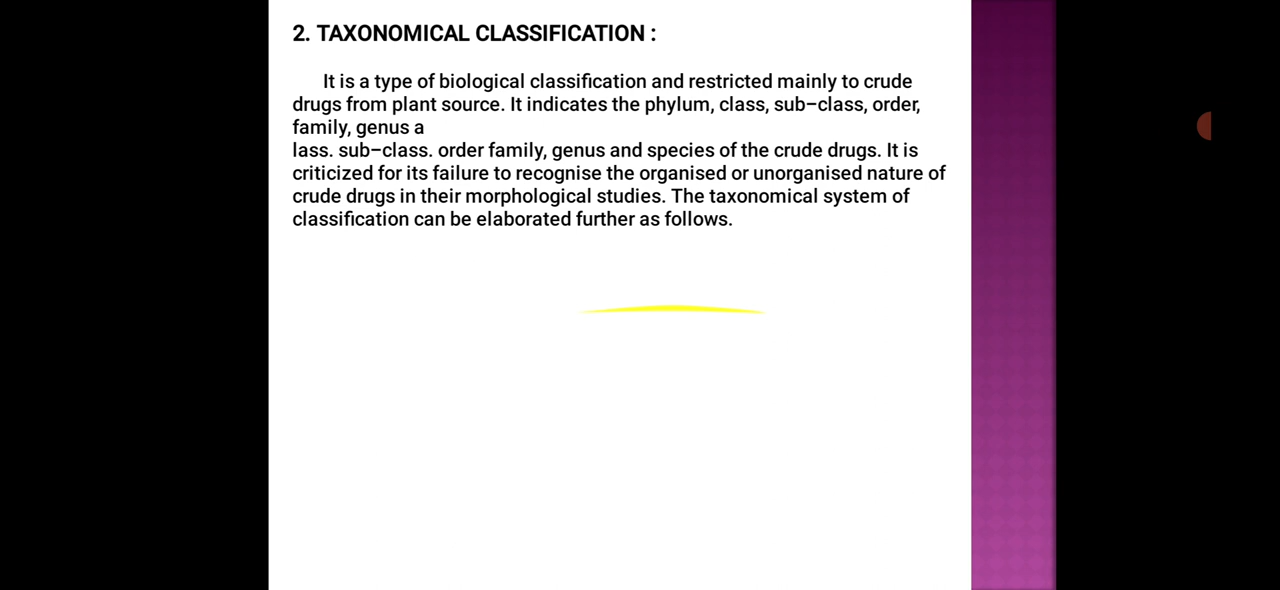 2. TAXONOMICAL CLASSIFICATION :
It is a type of biological classification and restricted mainly to crude
drugs from plant source. It indicates the phylum, class, sub–class, order,
family, genus a
lass. sub–class. order family, genus and species of the crude drugs. It is
criticized for its failure to recognise the organised or unorganised nature of
crude drugs in their morphological studies. The taxonomical system of
classification can be elaborated further as follows.